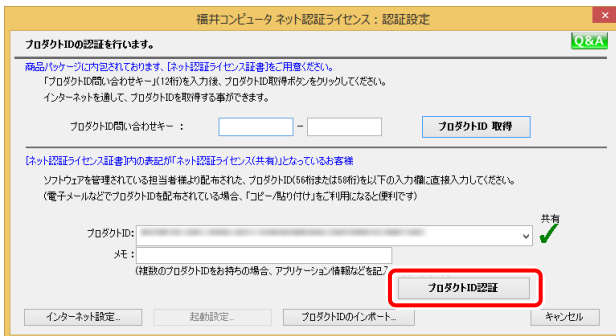 福井コンピュータ ネット認証ライセンス：認証設定
×
プロダクトIDの認証を行います。
Q&A
商品パッケージに内包されております、[ネット認証ライセンス証書]をご用意ください。
「プロダクトID問い合わせキー」(12桁)を入力後、プロダクトID取得ボタンをクリックしてください。
インターネットを通して、プロダクトIDを取得する事ができます。
プロダクトID問い合わせキー : － プロダクトID 取得
[ネット認証ライセンス証書]内の表記が「ネット認証ライセンス(共有)」となっているお客様
ソフトウェアを管理されている担当者様より配布された、プロダクトID(56桁または58桁)を以下の入力欄に直接入力してください。
(電子メールなどでプロダクトIDを配布されている場合、「コピー/貼り付け」をご利用になると便利です)
共有
プロダクトID:
メモ :
(複数のプロダクトIDをお持ちの場合、アプリケーション情報などを記入
プロダクトID認証
インターネット設定... 起動設定... プロダクトIDのインポート... キャンセル